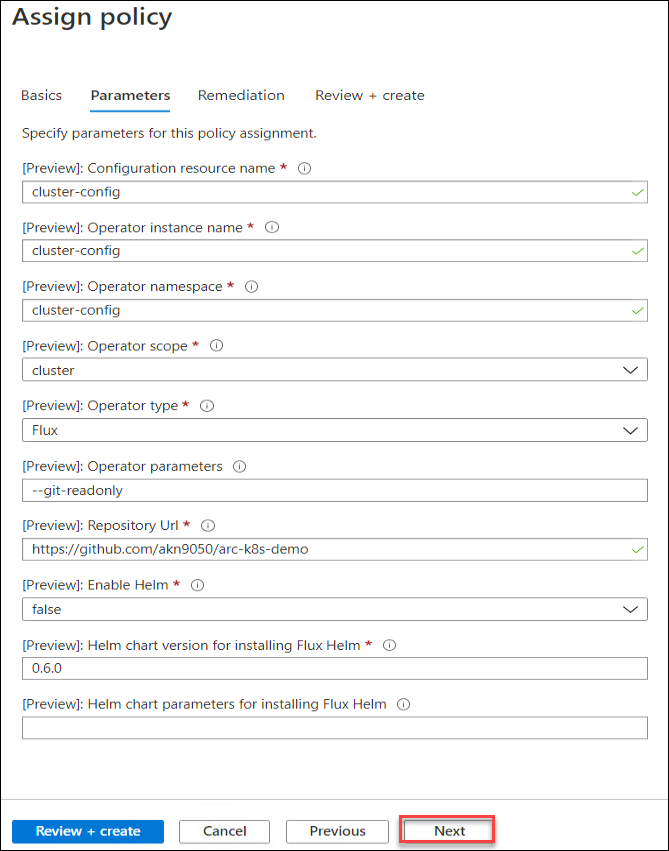 Assign policy
Basics Parameters Remediation Review + create
Specify parameters for this policy assignment.
[Preview]: Configuration resource name *
cluster-config
[Preview]: Operator instance name *
cluster-config
[Preview]: Operator namespace *
cluster-config
[Preview]: Operator scope *
cluster
[Preview]: Operator type *
Flux
[Preview]: Operator parameters
--git-readonly
[Preview]: Repository Url *
https://github.com/akn9050/arc-k8s-demo
[Preview]: Enable Helm *
false
[Preview]: Helm chart version for installing Flux Helm *
0.6.0
[Preview]: Helm chart parameters for installing Flux Helm
Review + create Cancel Previous Next